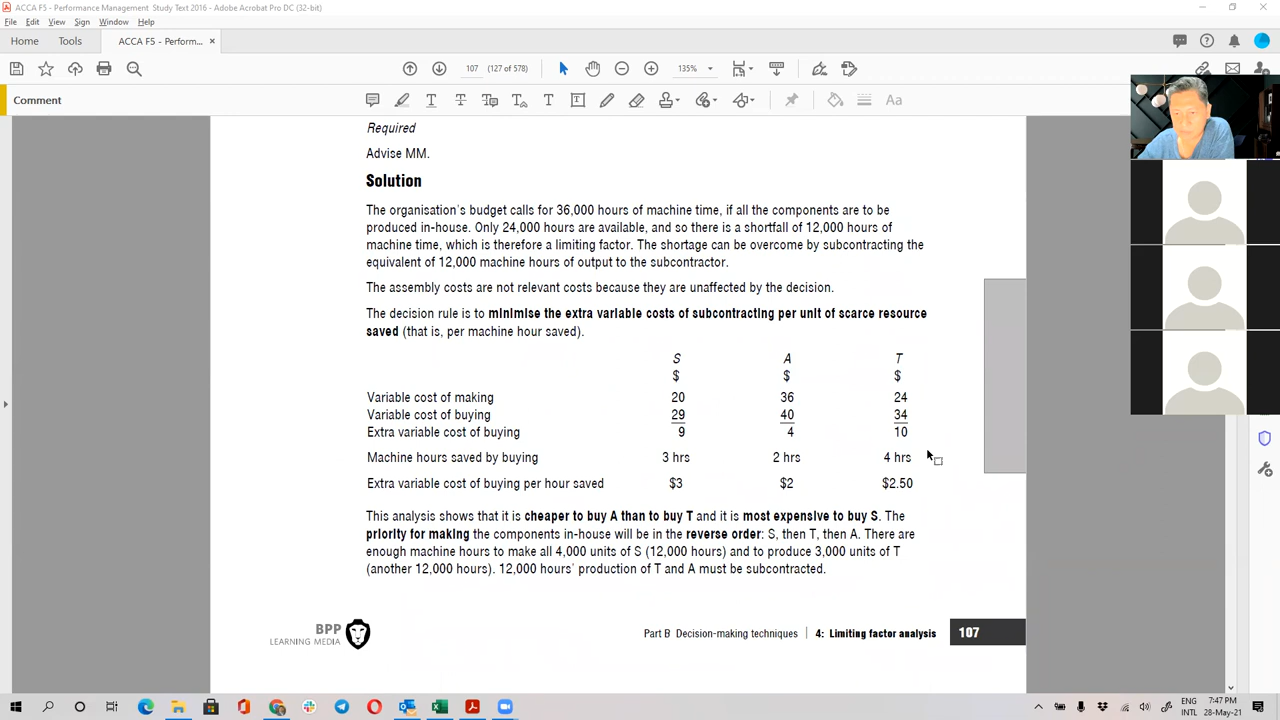 ACCA F5 - Performance Management Study Text 2016 - Adobe Acrobat Pro DC (32-bit)
File Edit View Sign Window Help
Home Tools ACCA F5 - Perform... ×
107 (127 of 578) 135%
Comment
Aa
Required
Advise MM.
Solution
The organisation's budget calls for 36,000 hours of machine time, if all the components are to be
produced in-house. Only 24,000 hours are available, and so there is a shortfall of 12,000 hours of
machine time, which is therefore a limiting factor. The shortage can be overcome by subcontracting the
equivalent of 12,000 machine hours of output to the subcontractor.
The assembly costs are not relevant costs because they are unaffected by the decision.
The decision rule is to minimise the extra variable costs of subcontracting per unit of scarce resource
saved (that is, per machine hour saved).
S A T
$ $ $
Variable cost of making 20 36 24
Variable cost of buying 29 40 34
Extra variable cost of buying 9 4 10
Machine hours saved by buying 3 hrs 2 hrs 4 hrs
Extra variable cost of buying per hour saved $3 $2 $2.50
This analysis shows that it is cheaper to buy A than to buy T and it is most expensive to buy S. The
priority for making the components in-house will be in the reverse order: S, then T, then A. There are
enough machine hours to make all 4,000 units of S (12,000 hours) and to produce 3,000 units of T
(another 12,000 hours). 12,000 hours' production of T and A must be subcontracted.
BPP
LEARNING MEDIA
Part B Decision-making techniques | 4: Limiting factor analysis 107
ENG 7:47 PM
INTL 28-May-21